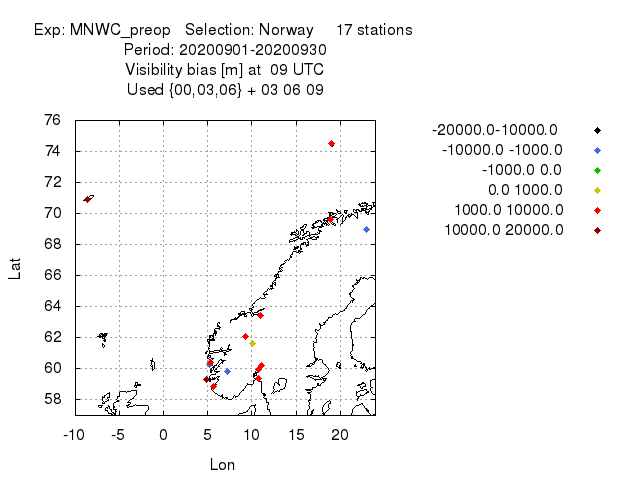 Exp: MNWC_preop Selection: Norway 17 stations
Period: 20200901-20200930
Visibility bias [m] at 09 UTC
Used {00,03,06} + 03 06 09
-20000.0-10000.0
-10000.0 -1000.0
-1000.0 0.0
0.0 1000.0
1000.0 10000.0
10000.0 20000.0
76
74
72
70
68
66
64
62
60
58
Lat
-10 -5 0 5 10 15 20
Lon